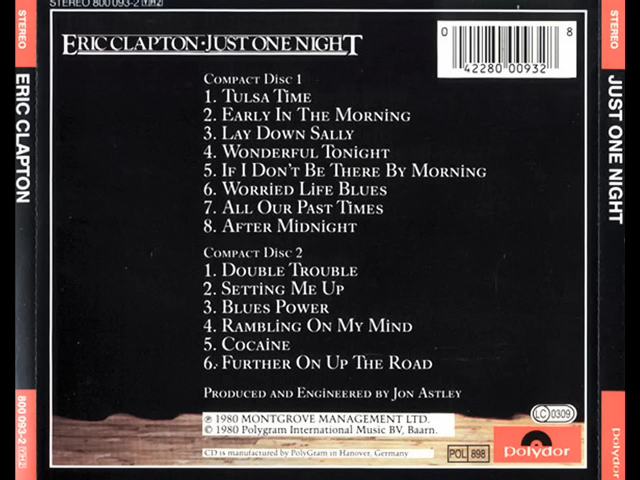 STEREO 800 093-2
STEREO
ERIC CLAPTON
800 093-2
ERIC CLAPTON · JUST ONE NIGHT
0 42280 00932 8
COMPACT DISC 1
1. TULSA TIME
2. EARLY IN THE MORNING
3. LAY DOWN SALLY
4. WONDERFUL TONIGHT
5. IF I DON'T BE THERE BY MORNING
6. WORRIED LIFE BLUES
7. ALL OUR PAST TIMES
8. AFTER MIDNIGHT
COMPACT DISC 2
1. DOUBLE TROUBLE
2. SETTING ME UP
3. BLUES POWER
4. RAMBLING ON MY MIND
5. COCAINE
6. FURTHER ON UP THE ROAD
PRODUCED AND ENGINEERED BY JON ASTLEY
℗ 1980 MONTGROVE MANAGEMENT LTD.
© 1980 Polygram International Music BV, Baarn.
CD is manufactured by PolyGram in Hanover, Germany
LC 0309
POL 898
polydor
STEREO
JUST ONE NIGHT
polydor